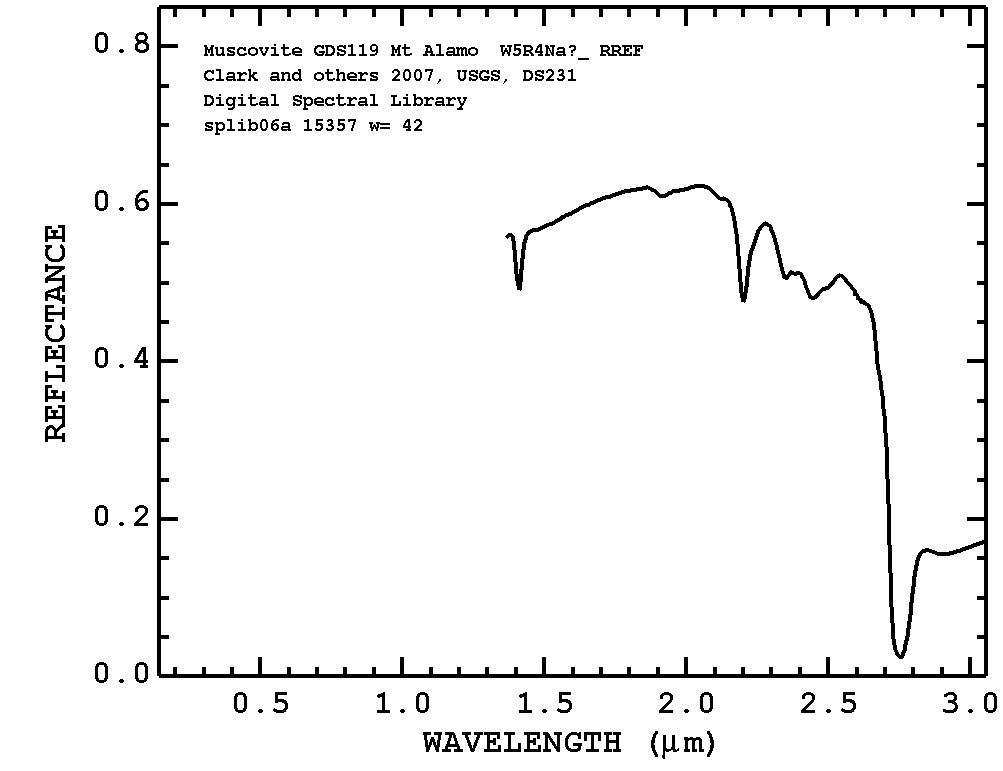 Muscovite GDS119 Mt Alamo  W5R4Na?_ RREF
Clark and others 2007, USGS, DS231
Digital Spectral Library
splib06a 15357 w= 42
0.8
0.6
0.4
0.2
0.0
REFLECTANCE
0.5 1.0 1.5 2.0 2.5 3.0
WAVELENGTH (μm)